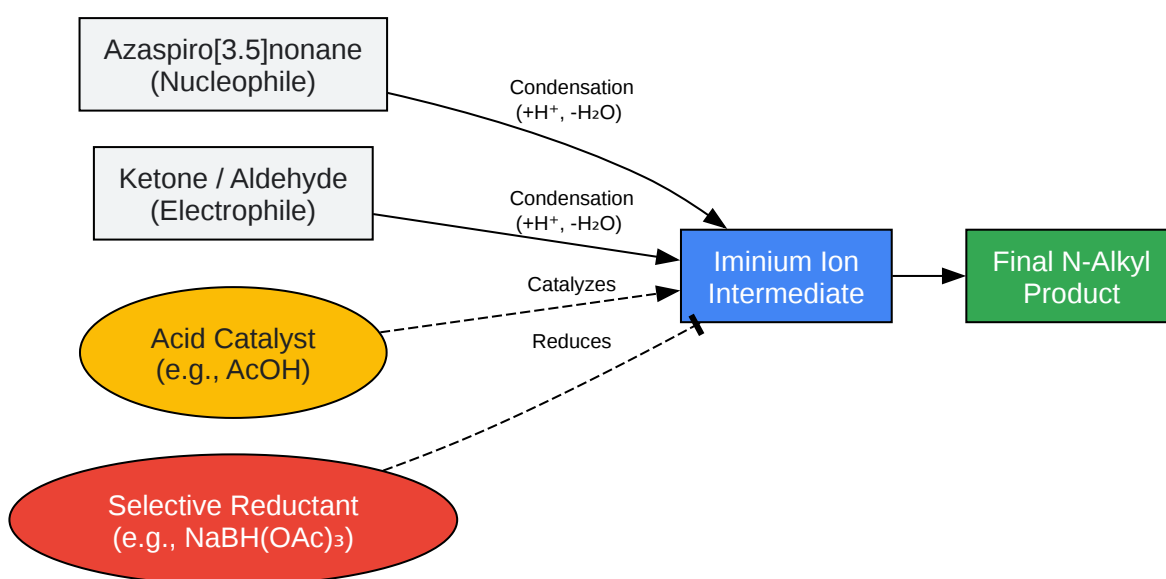 Azaspiro[3.5]nonane
(Nucleophile)
Condensation
(+H⁺, -H₂O)
Ketone / Aldehyde
(Electrophile)
Condensation
(+H⁺, -H₂O)
Iminium Ion
Intermediate
Final N-Alkyl
Product
Catalyzes
Acid Catalyst
(e.g., AcOH)
Reduces
Selective Reductant
(e.g., NaBH(OAc)₃)